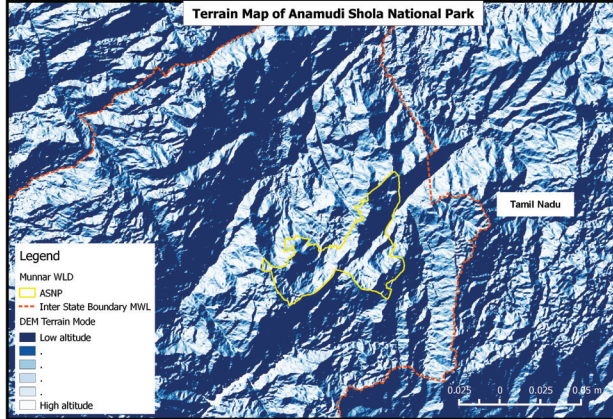 Terrain Map of Anamudi Shola National Park
Tamil Nadu
Legend
Munnar WLD
ASNP
Inter State Boundary MWL
DEM Terrain Mode
Low altitude
.
.
.
.
High altitude
0.025 0 0.025 0.05 m